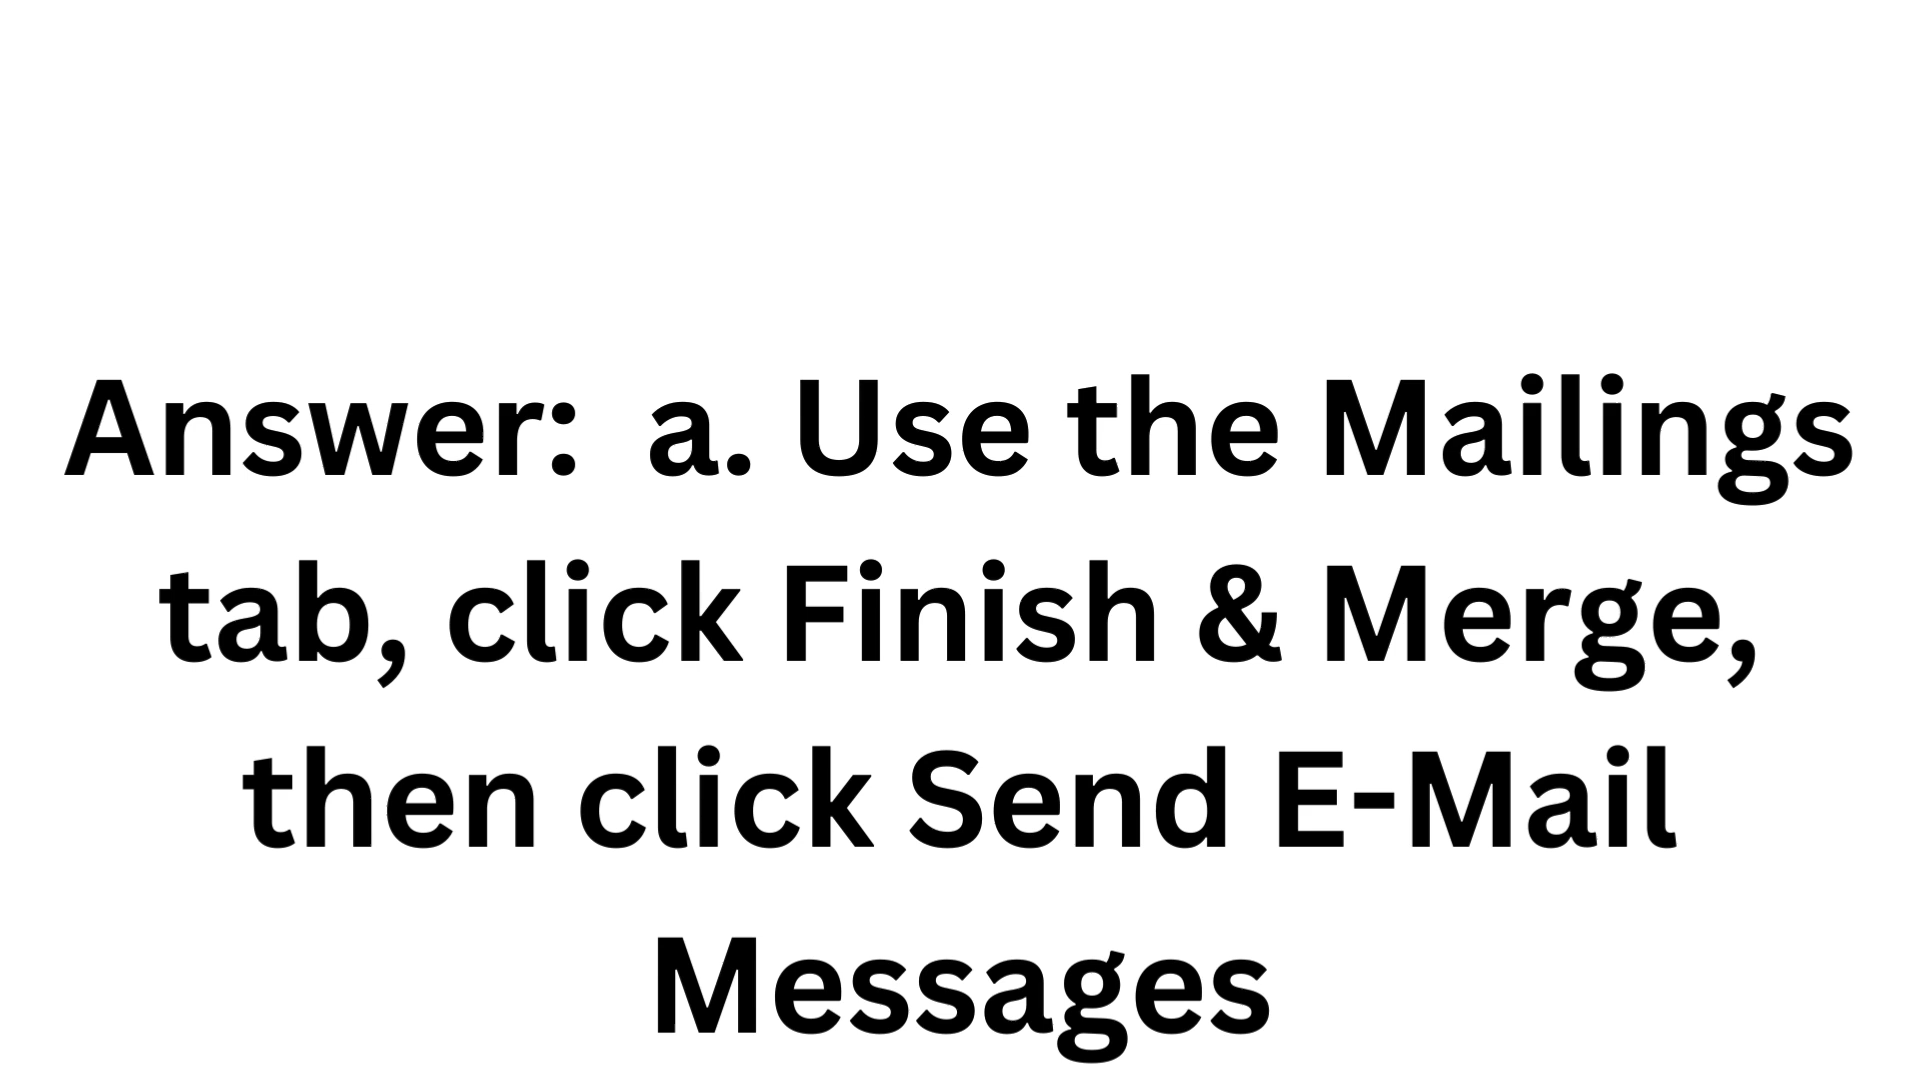 Answer:  a. Use the Mailings
tab, click Finish & Merge,
then click Send E-Mail
Messages